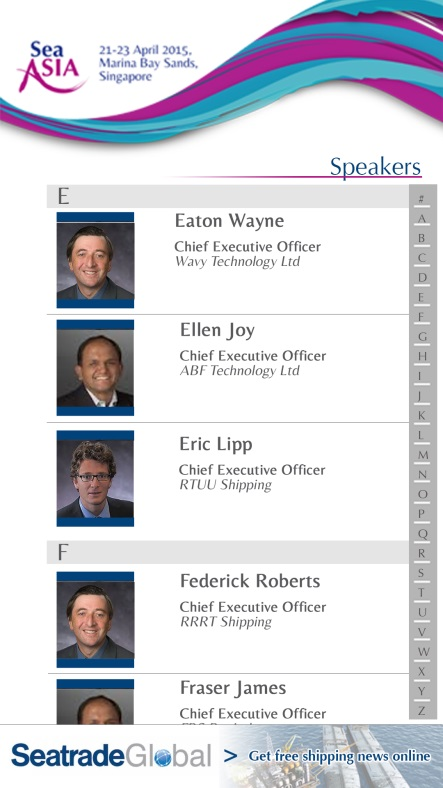 Sea
ASIA
21-23 April 2015,
Marina Bay Sands,
Singapore
Speakers
E
Eaton Wayne
Chief Executive Officer
Wavy Technology Ltd
Ellen Joy
Chief Executive Officer
ABF Technology Ltd
Eric Lipp
Chief Executive Officer
RTUU Shipping
F
Federick Roberts
Chief Executive Officer
RRRT Shipping
Fraser James
Chief Executive Officer
#
A
B
C
D
E
F
G
H
I
J
K
L
M
N
O
P
Q
R
S
T
U
V
W
X
Y
Z
SeatradeGlobal > Get free shipping news online